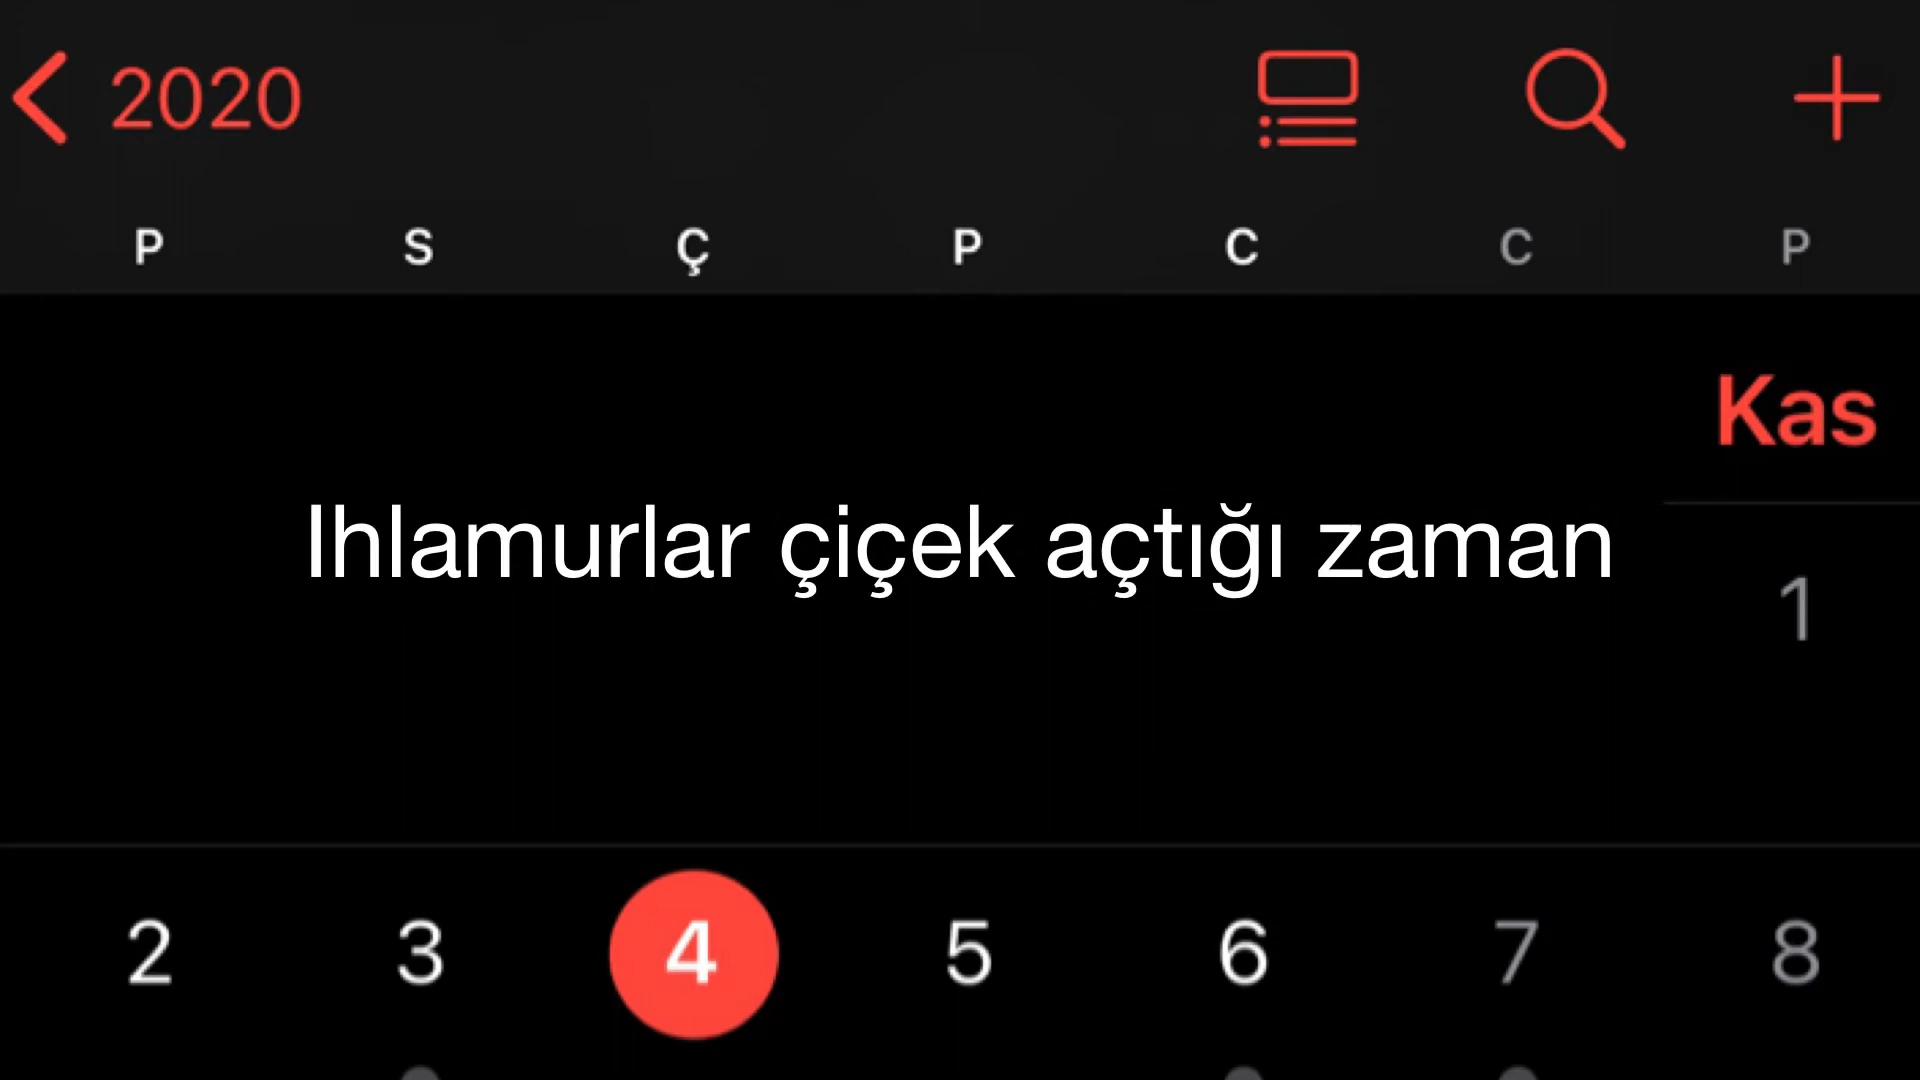 2020
P S Ç P C C P
Kas
Ihlamurlar çiçek açtığı zaman
1
2 3 4 5 6 7 8